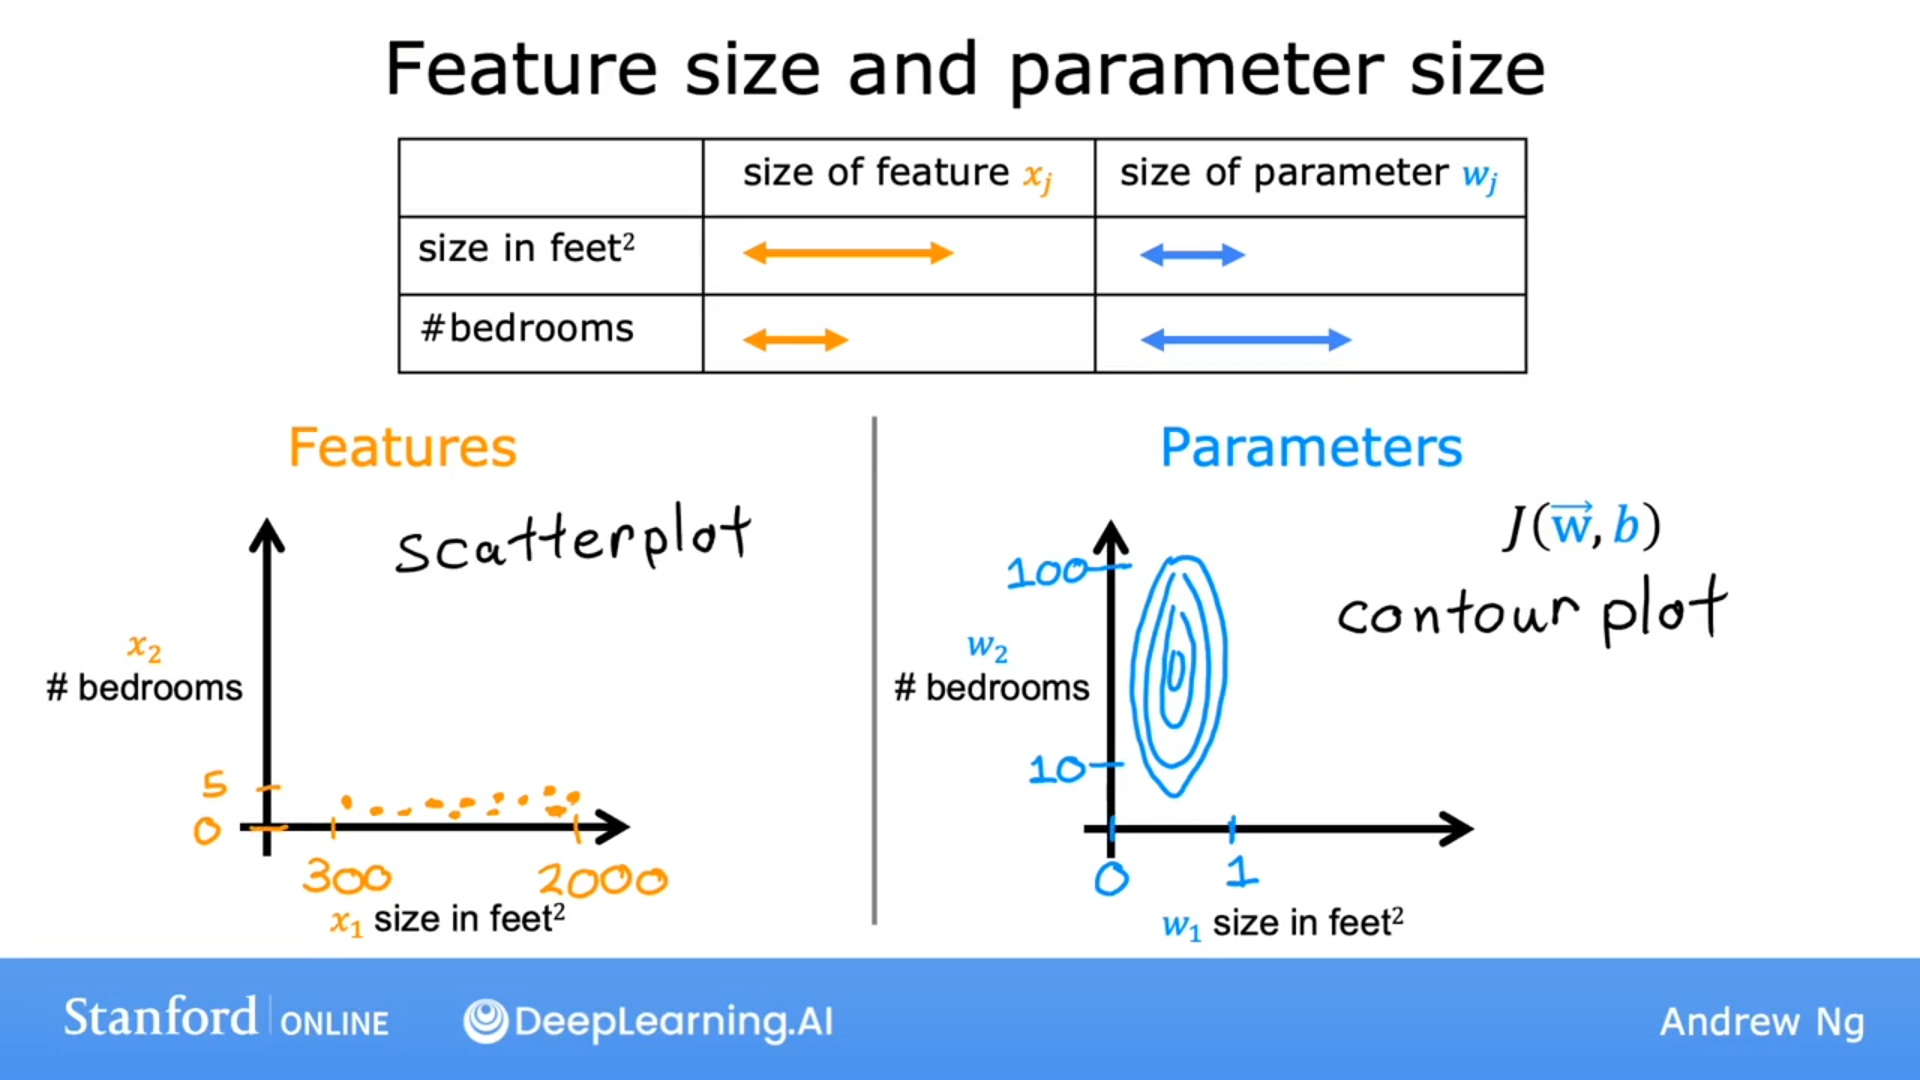 Feature size and parameter size
size of feature xⱼ size of parameter wⱼ
size in feet²
#bedrooms
Features
scatterplot
x₂
# bedrooms
5
0
300 2000
x₁ size in feet²
Parameters
J(w⃗, b)
contour plot
100
w₂
# bedrooms
10
0 1
w₁ size in feet²
Stanford ONLINE DeepLearning.AI Andrew Ng